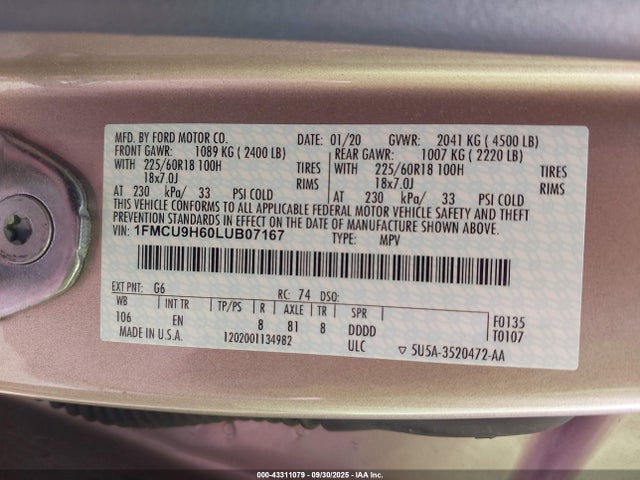 MFD. BY FORD MOTOR CO. DATE: 01/20 GVWR: 2041 KG (4500 LB)
FRONT GAWR: 1089 KG (2400 LB) REAR GAWR: 1007 KG (2220 LB)
WITH 225/60R18 100H TIRES WITH 225/60R18 100H TIRES
18x7.0J RIMS 18x7.0J RIMS
AT 230 kPa/ 33 PSI COLD AT 230 kPa/ 33 PSI COLD
THIS VEHICLE CONFORMS TO ALL APPLICABLE FEDERAL MOTOR VEHICLE SAFETY AND THEFT
PREVENTION STANDARDS IN EFFECT ON THE DATE OF MANUFACTURE SHOWN ABOVE.
VIN: 1FMCU9H60LUB07167 TYPE: MPV
EXT PNT: G6 RC: 74 DSO:
WB INT TR TP/PS R AXLE TR SPR
106 EN 8 81 8 DDDD F0135
MADE IN U.S.A. 1202001134982 ULC T0107
▽ 5U5A-3520472-AA
000-43311079 - 09/30/2025 - IAA Inc.